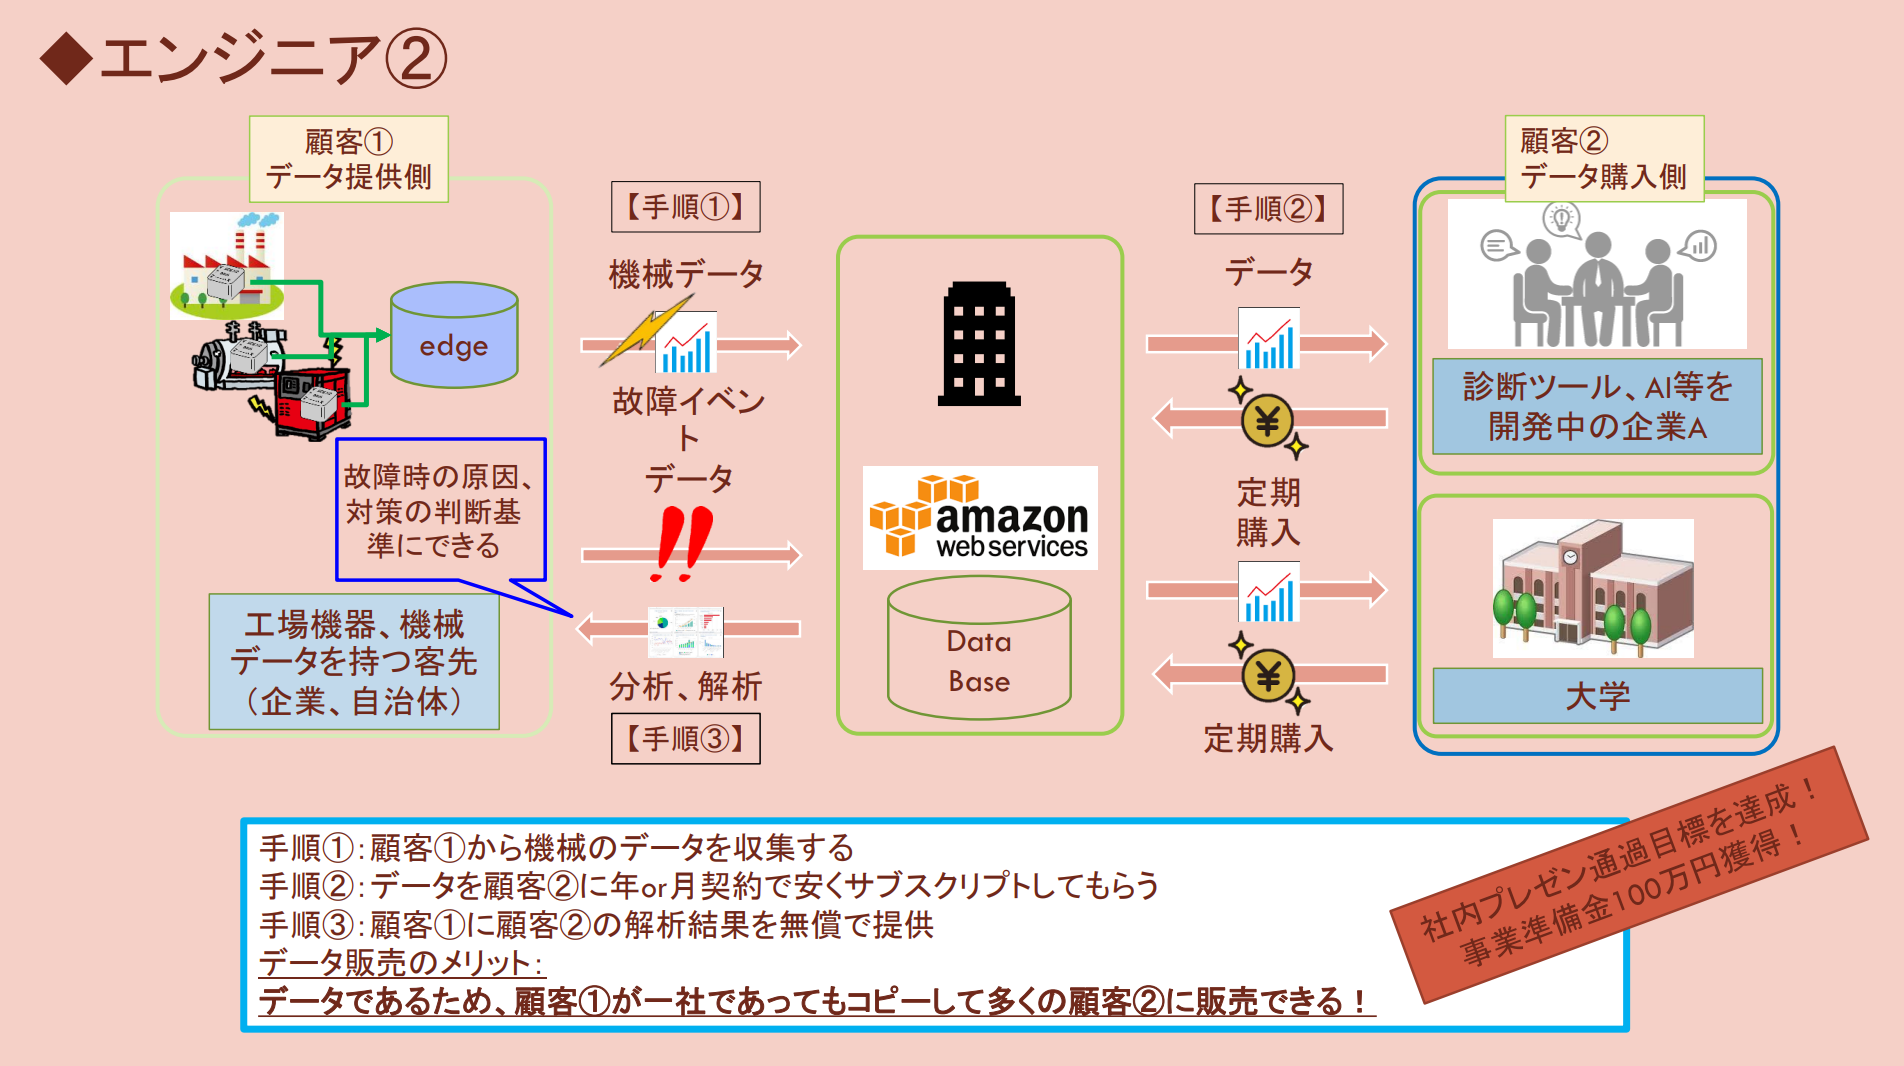 ◆エンジニア②
顧客①
データ提供側
edge
故障時の原因、
対策の判断基
準にできる
工場機器、機械
データを持つ客先
（企業、自治体）
【手順①】
機械データ
故障イベン
ト
データ
分析、解析
【手順③】
amazon
web services
Data
Base
【手順②】
データ
定期
購入
定期購入
顧客②
データ購入側
診断ツール、AI等を
開発中の企業A
大学
手順①：顧客①から機械のデータを収集する
手順②：データを顧客②に年or月契約で安くサブスクリプトしてもらう
手順③：顧客①に顧客②の解析結果を無償で提供
データ販売のメリット：
データであるため、顧客①が一社であってもコピーして多くの顧客②に販売できる！
社内プレゼン通過目標を達成！
事業準備金100万円獲得！